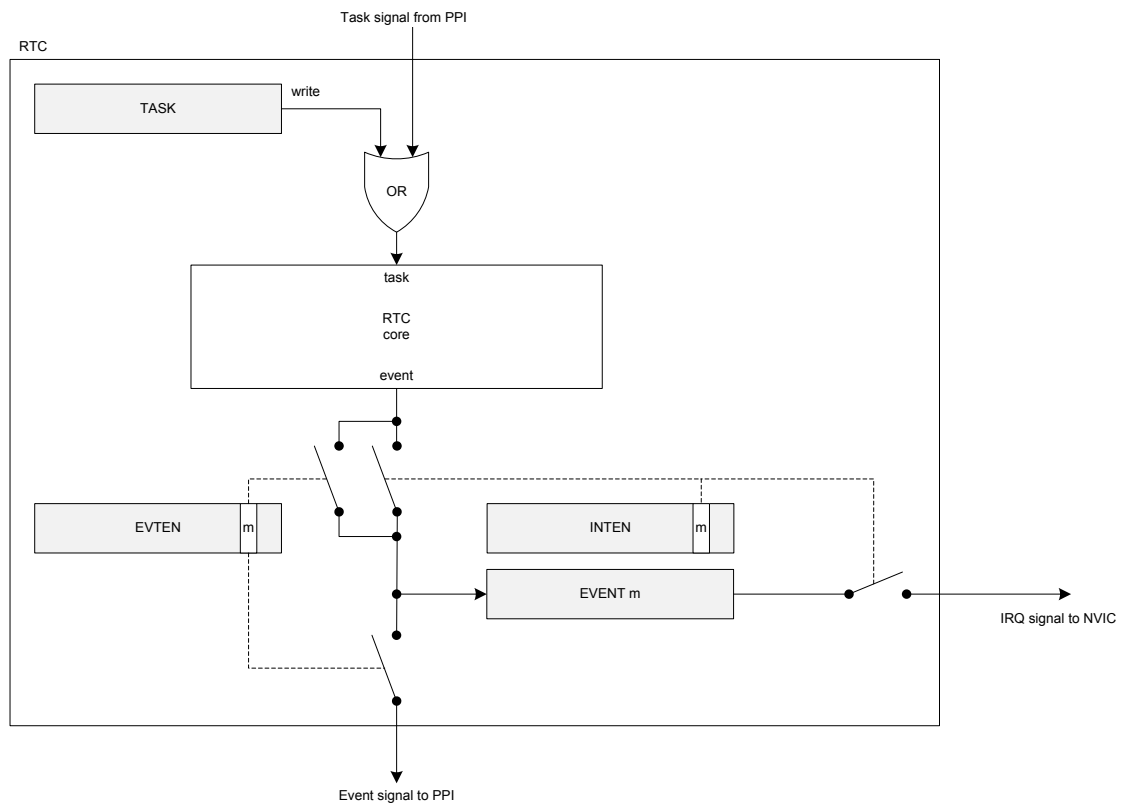 Task signal from PPI
RTC
write
TASK
OR
task
RTC
core
event
EVTEN
m
INTEN
m
EVENT m
IRQ signal to NVIC
Event signal to PPI